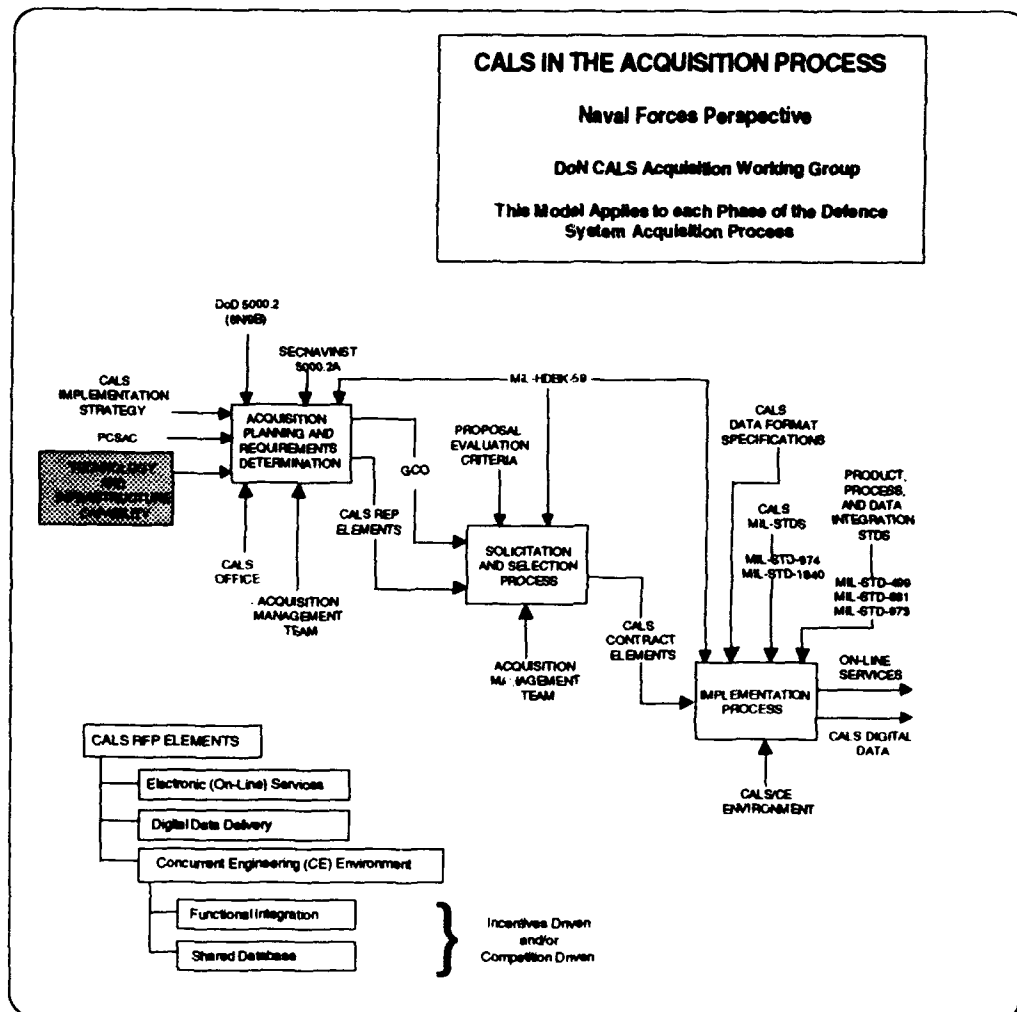 CALS IN THE ACQUISITION PROCESS
Naval Forces Perspective
DoN CALS Acquisition Working Group
This Model Applies to each Phase of the Defence
System Acquisition Process
DoD 5000.2
SECNAVINST
5000.2A
MIL-HDBK-59
CALS
IMPLEMENTATION
STRATEGY
PCSAC
TECHNOLOGY
AND
INFRASTRUCTURE
CAPABILITY
ACQUISITION
PLANNING AND
REQUIREMENTS
DETERMINATION
CALS
OFFICE
ACQUISITION
MANAGEMENT
TEAM
GCO
CALS RFP
ELEMENTS
PROPOSAL
EVALUATION
CRITERIA
SOLICITATION
AND SELECTION
PROCESS
ACQUISITION
MANAGEMENT
TEAM
CALS
CONTRACT
ELEMENTS
CALS
DATA FORMAT
SPECIFICATIONS
CALS
MIL-STDS
MIL-STD-974
MIL-STD-1840
PRODUCT,
PROCESS,
AND DATA
INTEGRATION
STDS
MIL-STD-499
MIL-STD-881
MIL-STD-973
IMPLEMENTATION
PROCESS
ON-LINE
SERVICES
CALS DIGITAL
DATA
CALS/CE
ENVIRONMENT
CALS RFP ELEMENTS
Electronic (On-Line) Services
Digital Data Delivery
Concurrent Engineering (CE) Environment
Functional Integration
Shared Database
Incentives Driven
and/or
Competition Driven